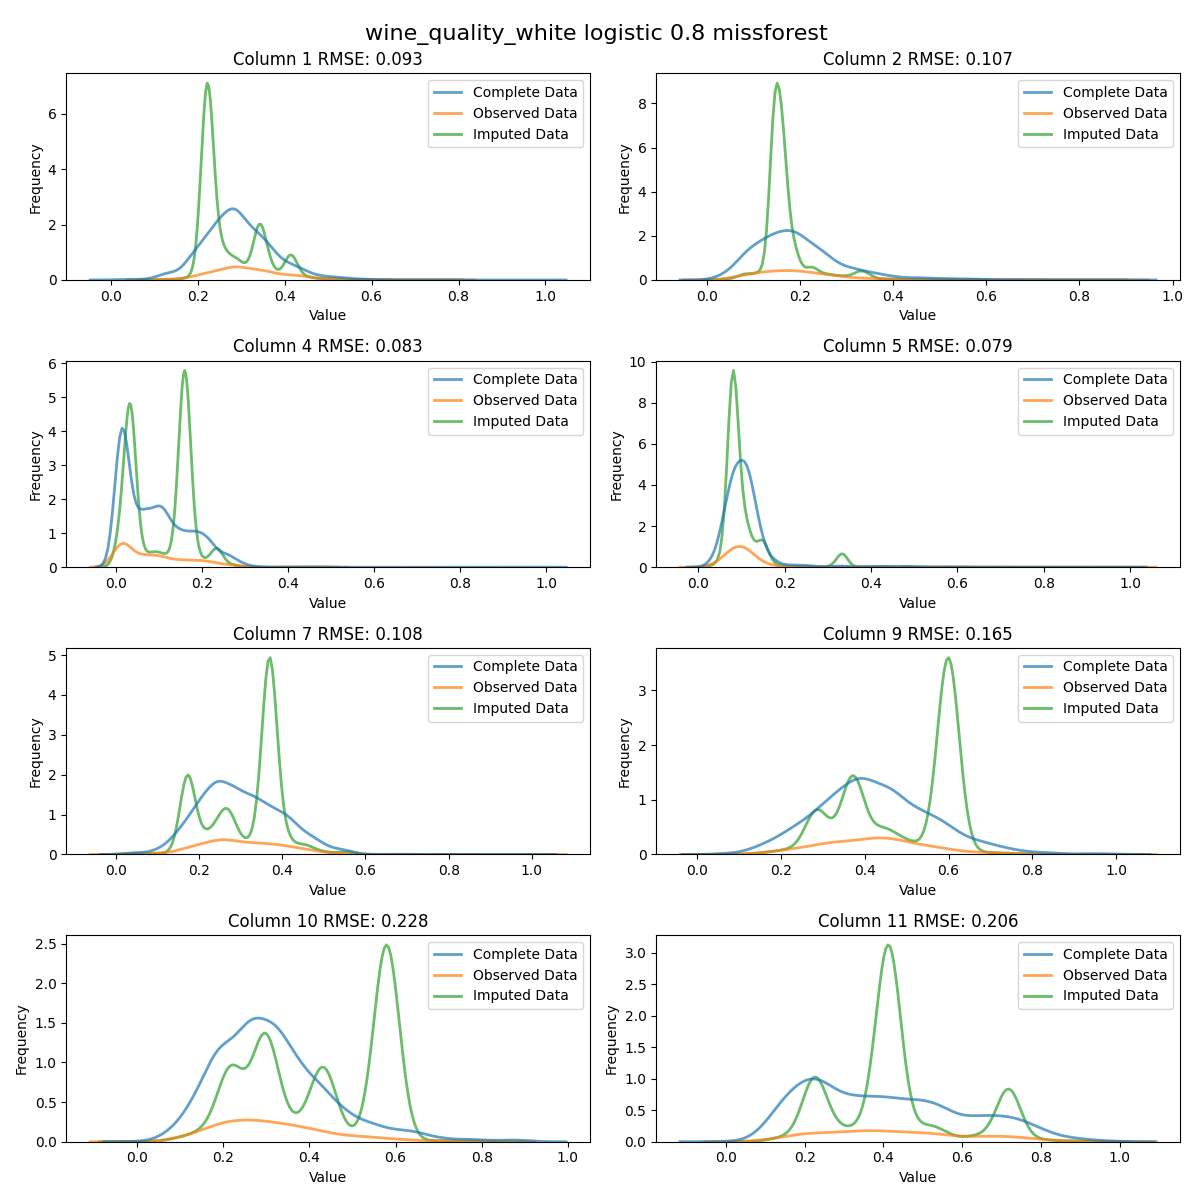 wine_quality_white logistic 0.8 missforest
Column 1 RMSE: 0.093
Frequency
6
4
2
0
0.0 0.2 0.4 0.6 0.8 1.0
Value
Complete Data
Observed Data
Imputed Data
Column 2 RMSE: 0.107
Frequency
8
6
4
2
0
0.0 0.2 0.4 0.6 0.8 1.0
Value
Complete Data
Observed Data
Imputed Data
Column 4 RMSE: 0.083
Frequency
6
5
4
3
2
1
0
0.0 0.2 0.4 0.6 0.8 1.0
Value
Complete Data
Observed Data
Imputed Data
Column 5 RMSE: 0.079
Frequency
10
8
6
4
2
0
0.0 0.2 0.4 0.6 0.8 1.0
Value
Complete Data
Observed Data
Imputed Data
Column 7 RMSE: 0.108
Frequency
5
4
3
2
1
0
0.0 0.2 0.4 0.6 0.8 1.0
Value
Complete Data
Observed Data
Imputed Data
Column 9 RMSE: 0.165
Frequency
3
2
1
0
0.0 0.2 0.4 0.6 0.8 1.0
Value
Complete Data
Observed Data
Imputed Data
Column 10 RMSE: 0.228
Frequency
2.5
2.0
1.5
1.0
0.5
0.0
0.0 0.2 0.4 0.6 0.8 1.0
Value
Complete Data
Observed Data
Imputed Data
Column 11 RMSE: 0.206
Frequency
3.0
2.5
2.0
1.5
1.0
0.5
0.0
0.0 0.2 0.4 0.6 0.8 1.0
Value
Complete Data
Observed Data
Imputed Data